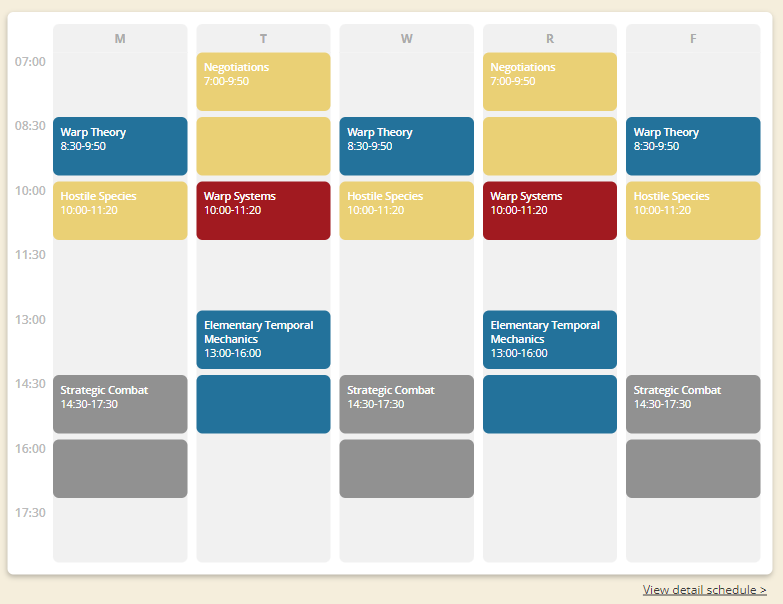 M T W R F
07:00
Negotiations
7:00-9:50
Negotiations
7:00-9:50
08:30
Warp Theory
8:30-9:50
Warp Theory
8:30-9:50
Warp Theory
8:30-9:50
10:00
Hostile Species
10:00-11:20
Warp Systems
10:00-11:20
Hostile Species
10:00-11:20
Warp Systems
10:00-11:20
Hostile Species
10:00-11:20
11:30
13:00
Elementary Temporal
Mechanics
13:00-16:00
Elementary Temporal
Mechanics
13:00-16:00
14:30
Strategic Combat
14:30-17:30
Strategic Combat
14:30-17:30
Strategic Combat
14:30-17:30
16:00
17:30
View detail schedule >